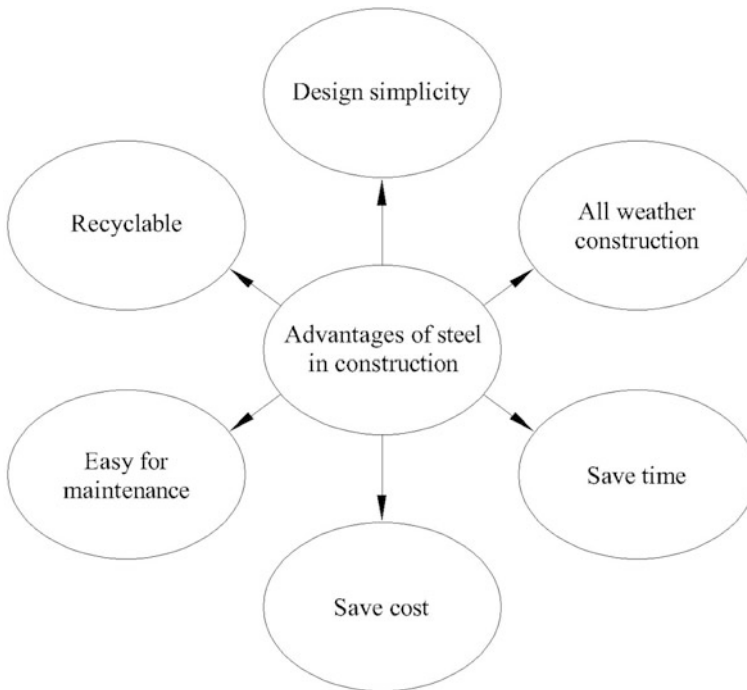 Design simplicity
Recyclable
All weather
construction
Advantages of steel
in construction
Easy for
maintenance
Save time
Save cost